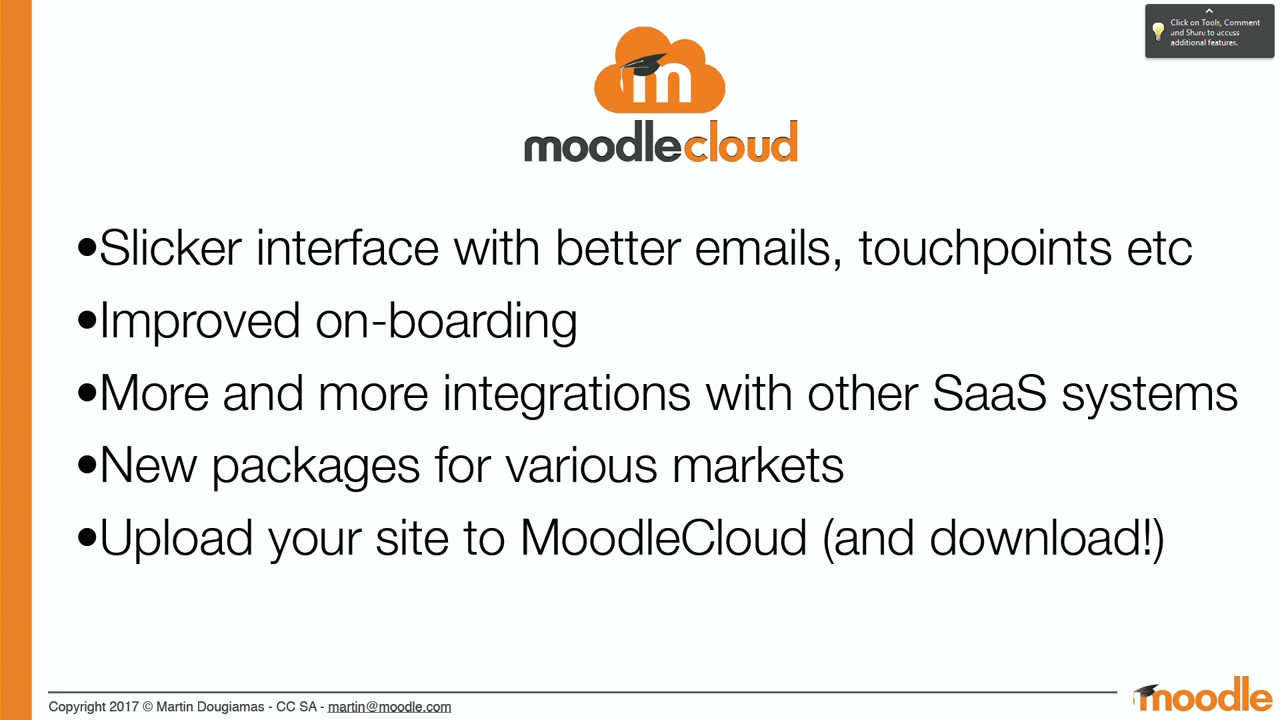 Click on Tools, Comment
and Share to access
additional features.
m
moodlecloud
•Slicker interface with better emails, touchpoints etc
•Improved on-boarding
•More and more integrations with other SaaS systems
•New packages for various markets
•Upload your site to MoodleCloud (and download!)
Copyright 2017 © Martin Dougiamas - CC SA - martin@moodle.com
moodle